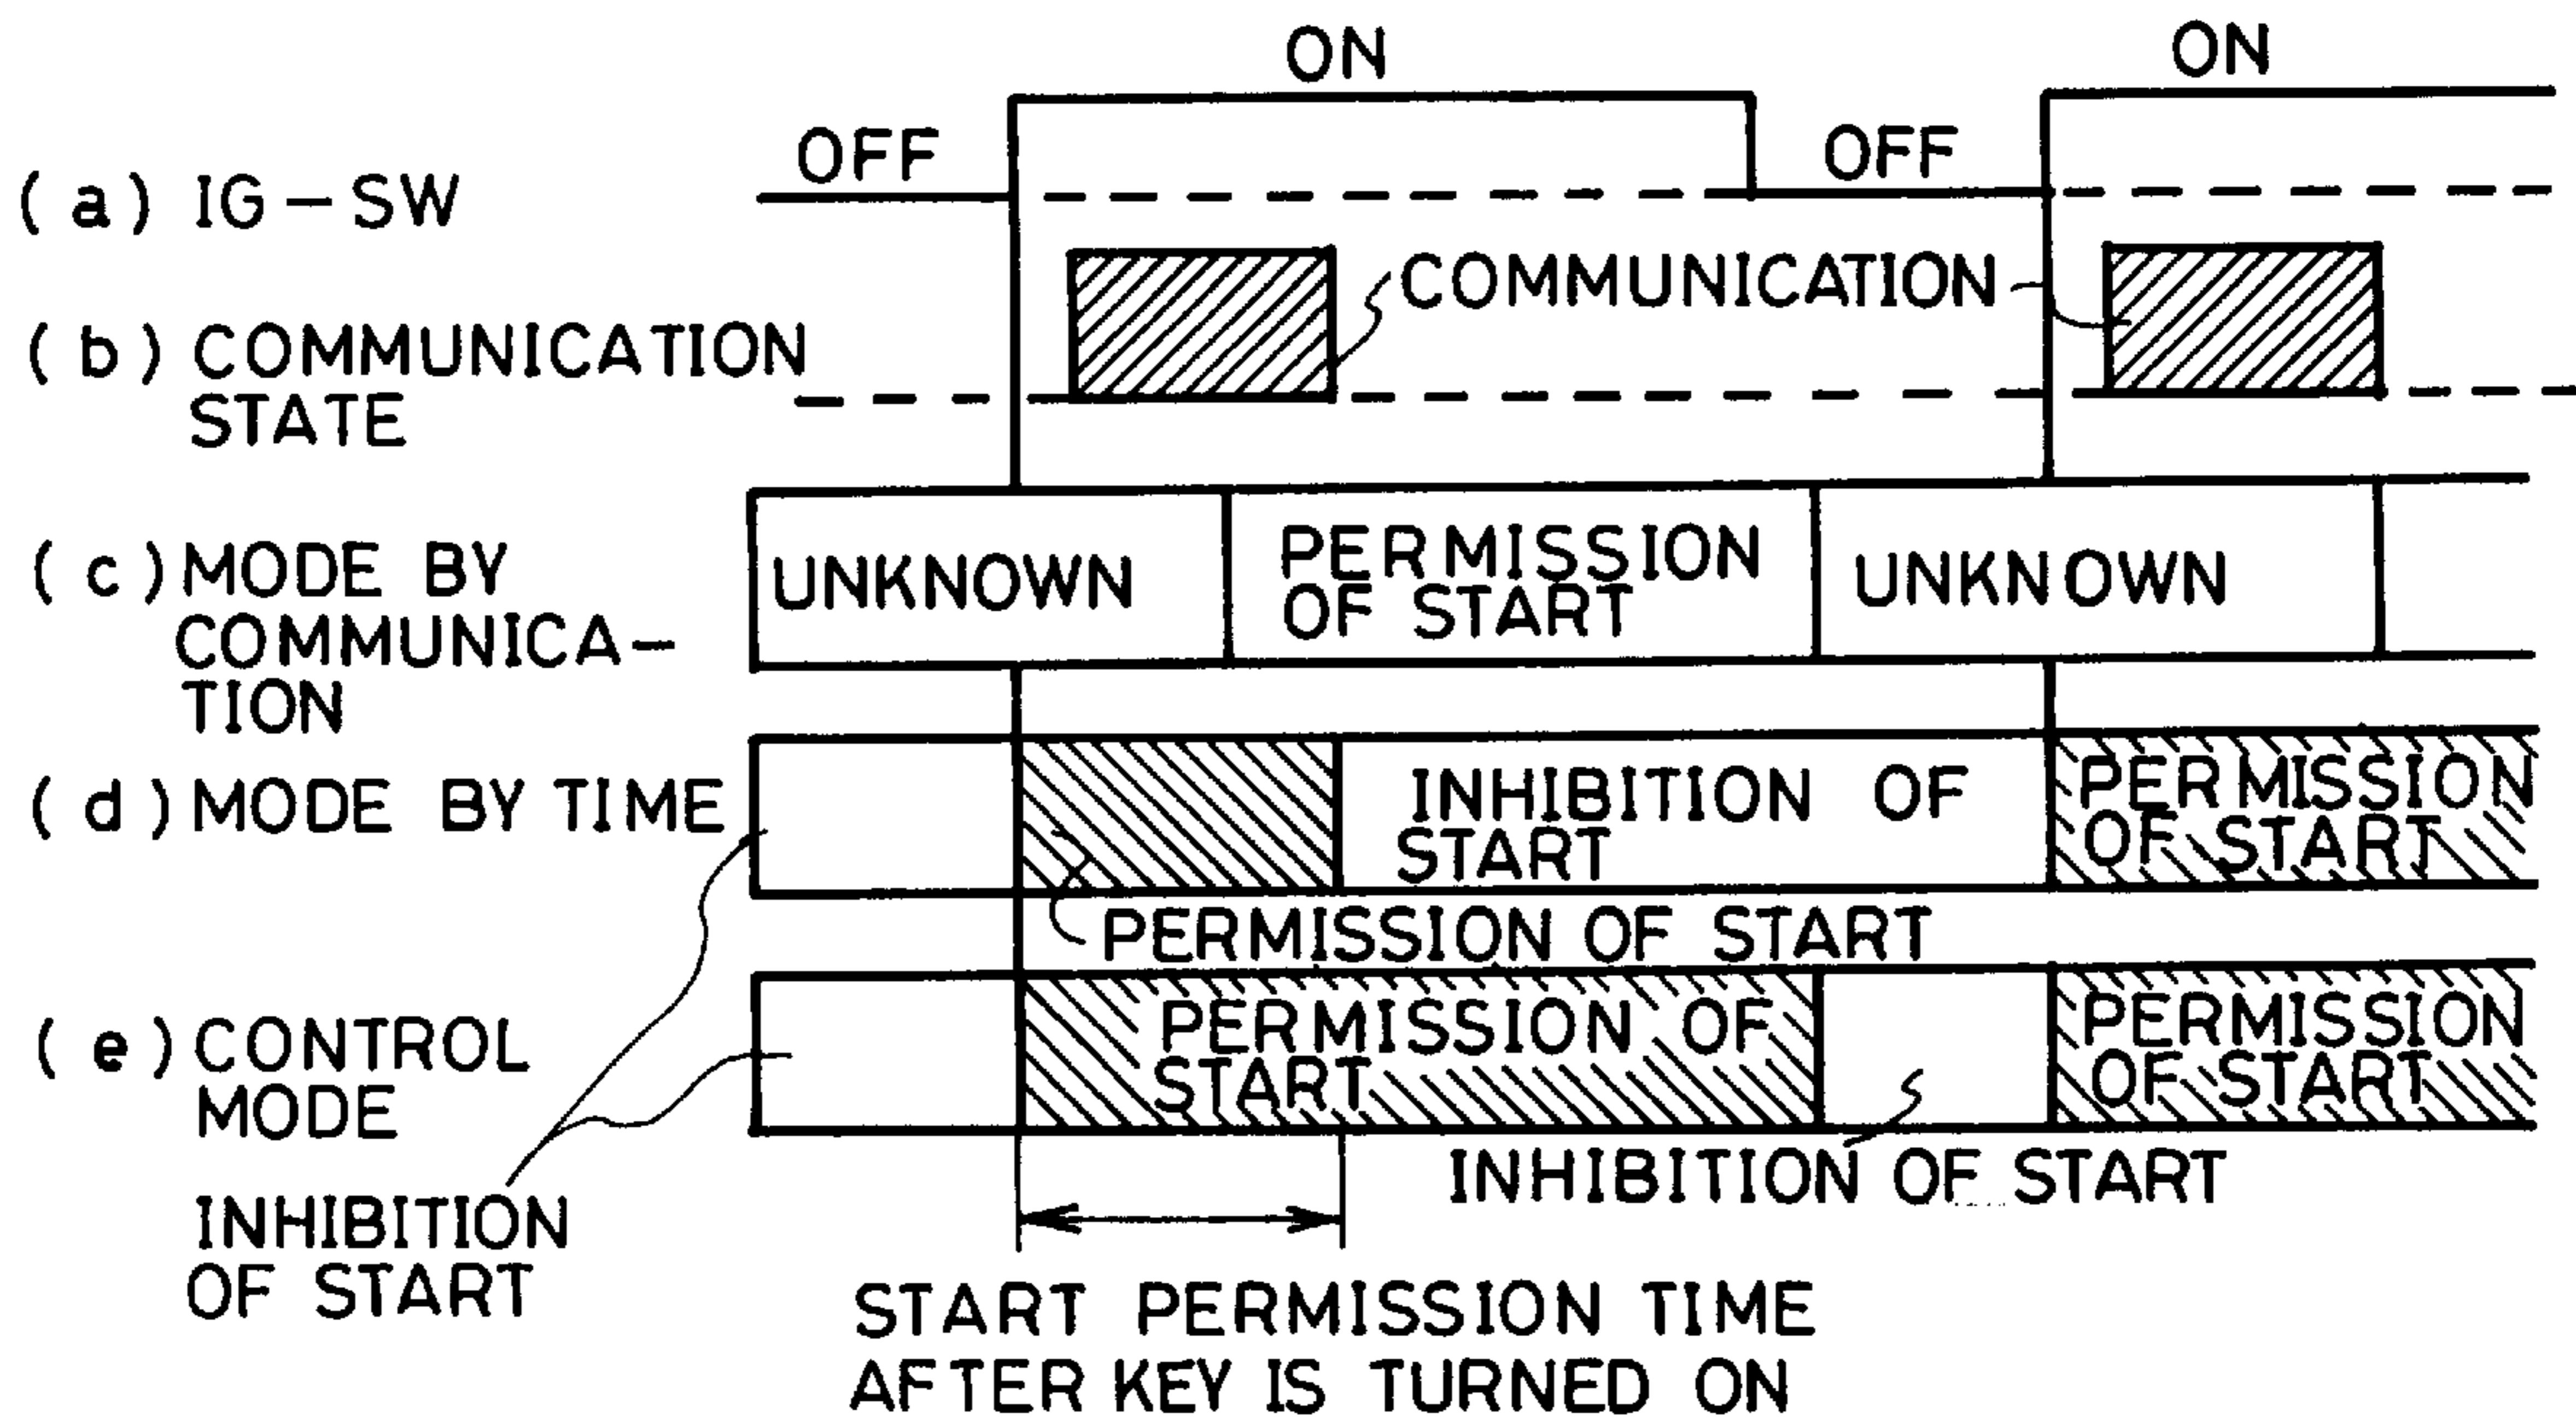 ON
ON
OFF
OFF
(a) IG-SW
COMMUNICATION
(b) COMMUNICATION
STATE
(c) MODE BY
COMMUNICA-
TION
UNKNOWN
PERMISSION
OF START
UNKNOWN
(d) MODE BY TIME
INHIBITION OF
START
PERMISSION
OF START
PERMISSION OF START
(e) CONTROL
MODE
PERMISSION OF
START
PERMISSION
OF START
INHIBITION OF START
INHIBITION
OF START
START PERMISSION TIME
AFTER KEY IS TURNED ON